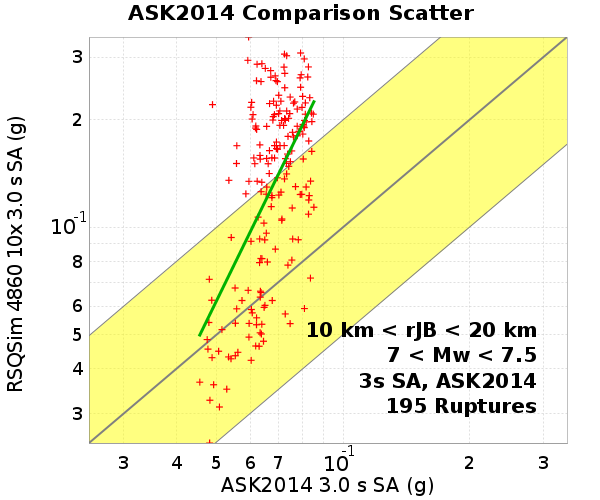 ASK2014 Comparison Scatter
RSQSim 4860 10x 3.0 s SA (g)
3
2
10⁻¹
8
6
5
4
3
10 km < rJB < 20 km
7 < Mw < 7.5
3s SA, ASK2014
195 Ruptures
3 4 5 6 7 10⁻¹ 2 3
ASK2014 3.0 s SA (g)